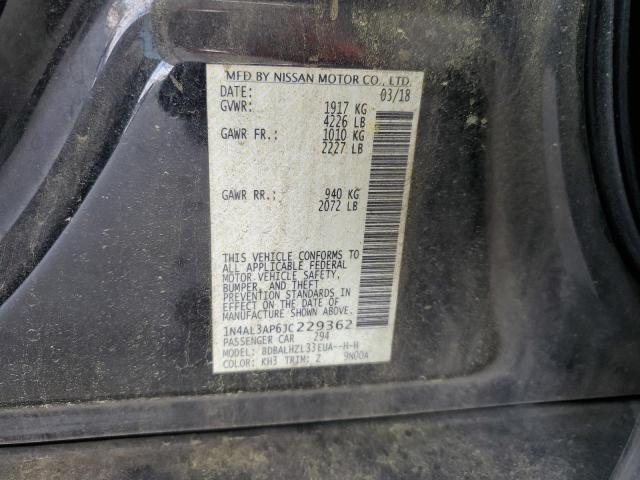 MFD BY NISSAN MOTOR CO., LTD.
DATE: 03/18
GVWR: 1917 KG
4226 LB
GAWR FR.: 1010 KG
2227 LB
GAWR RR.: 940 KG
2072 LB
THIS VEHICLE CONFORMS TO
ALL APPLICABLE FEDERAL
MOTOR VEHICLE SAFETY,
BUMPER, AND THEFT
PREVENTION STANDARDS IN
EFFECT ON THE DATE OF
MANUFACTURE SHOWN ABOVE.
1N4AL3AP6JC229362
PASSENGER CAR 294
MODEL: BDBALHZL33EUA--H-H
COLOR: KH3 TRIM: Z 9N00A